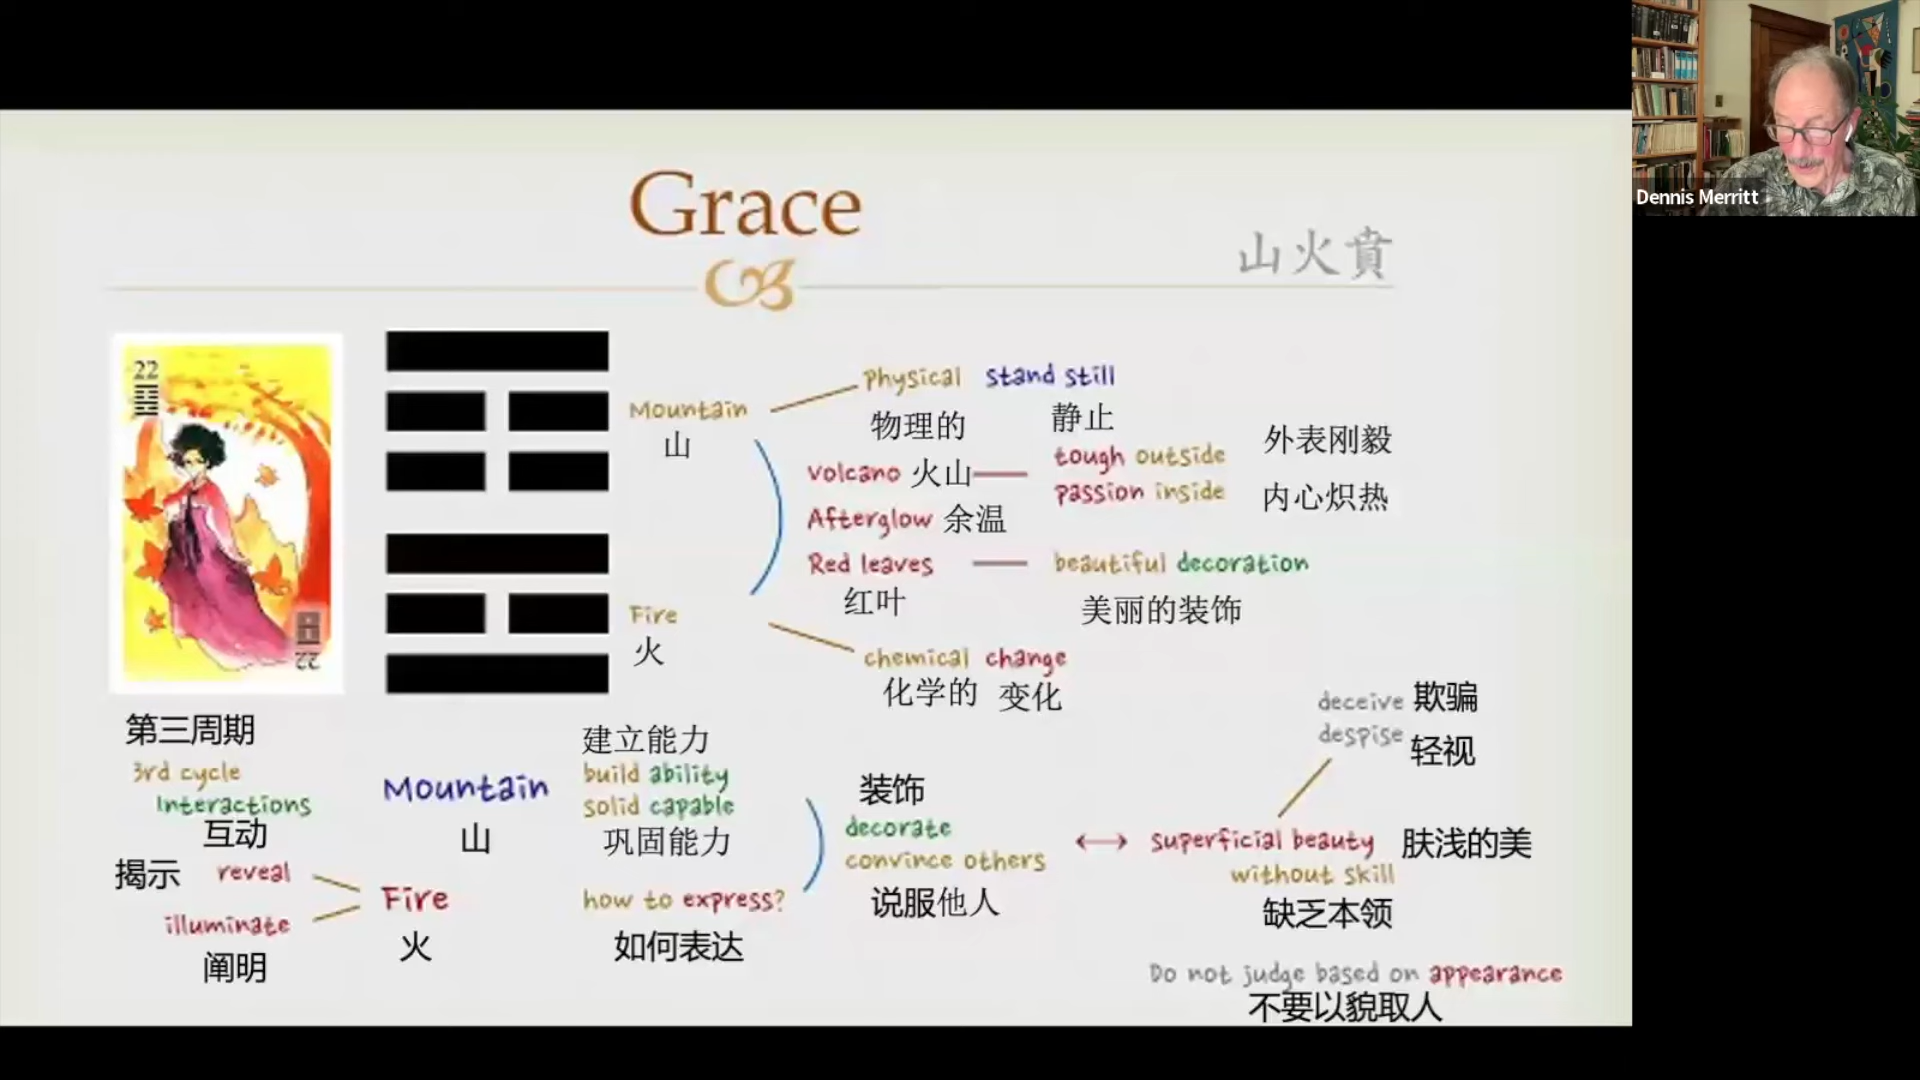 Dennis Merritt
Grace
山火賁
22
Mountain
山
physical stand still
物理的 静止
volcano 火山
tough outside
passion inside
外表刚毅
内心炽热
Afterglow 余温
Red leaves
红叶
beautiful decoration
美丽的装饰
Fire
火
chemical change
化学的 变化
22
第三周期
3rd cycle
Interactions
互动
揭示 reveal
illuminate
阐明
Mountain
山
Fire
火
建立能力
build ability
solid capable
巩固能力
how to express?
如何表达
装饰
decorate
convince others
说服他人
deceive 欺骗
despise 轻视
superficial beauty 肤浅的美
without skill
缺乏本领
Do not judge based on appearance
不要以貌取人